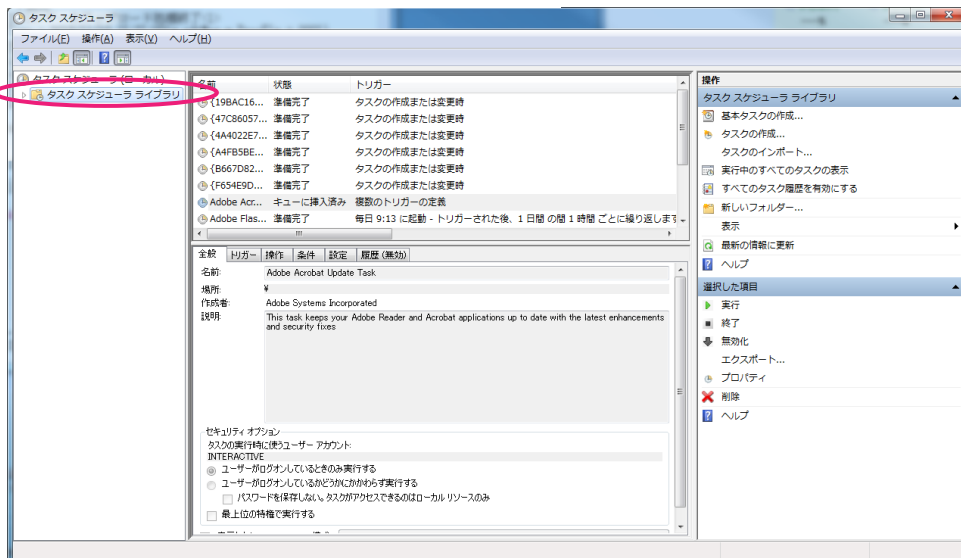 タスク スケジューラ
ファイル(F) 操作(A) 表示(V) ヘルプ(H)
タスク スケジューラ (ローカル)
タスク スケジューラ ライブラリ
名前 状態 トリガー
{19BAC16... 準備完了 タスクの作成または変更時
{47C86057... 準備完了 タスクの作成または変更時
{4A4022E7... 準備完了 タスクの作成または変更時
{A4FB5BE... 準備完了 タスクの作成または変更時
{B667D82... 準備完了 タスクの作成または変更時
{F654E9D... 準備完了 タスクの作成または変更時
Adobe Acr... キューに挿入済み 複数のトリガーの定義
Adobe Flas... 準備完了 毎日 9:13 に起動 - トリガーされた後、1 日間 の間 1 時間 ごとに繰り返します
全般 トリガー 操作 条件 設定 履歴 (無効)
名前: Adobe Acrobat Update Task
場所: ¥
作成者: Adobe Systems Incorporated
説明: This task keeps your Adobe Reader and Acrobat applications up to date with the latest enhancements
and security fixes
セキュリティ オプション
タスクの実行時に使うユーザー アカウント:
INTERACTIVE
ユーザーがログオンしているときのみ実行する
ユーザーがログオンしているかどうかにかかわらず実行する
パスワードを保存しない。タスクがアクセスできるのはローカル リソースのみ
最上位の特権で実行する
操作
タスク スケジューラ ライブラリ
基本タスクの作成...
タスクの作成...
タスクのインポート...
実行中のすべてのタスクの表示
すべてのタスク履歴を有効にする
新しいフォルダー...
表示
最新の情報に更新
ヘルプ
選択した項目
実行
終了
無効化
エクスポート...
プロパティ
削除
ヘルプ